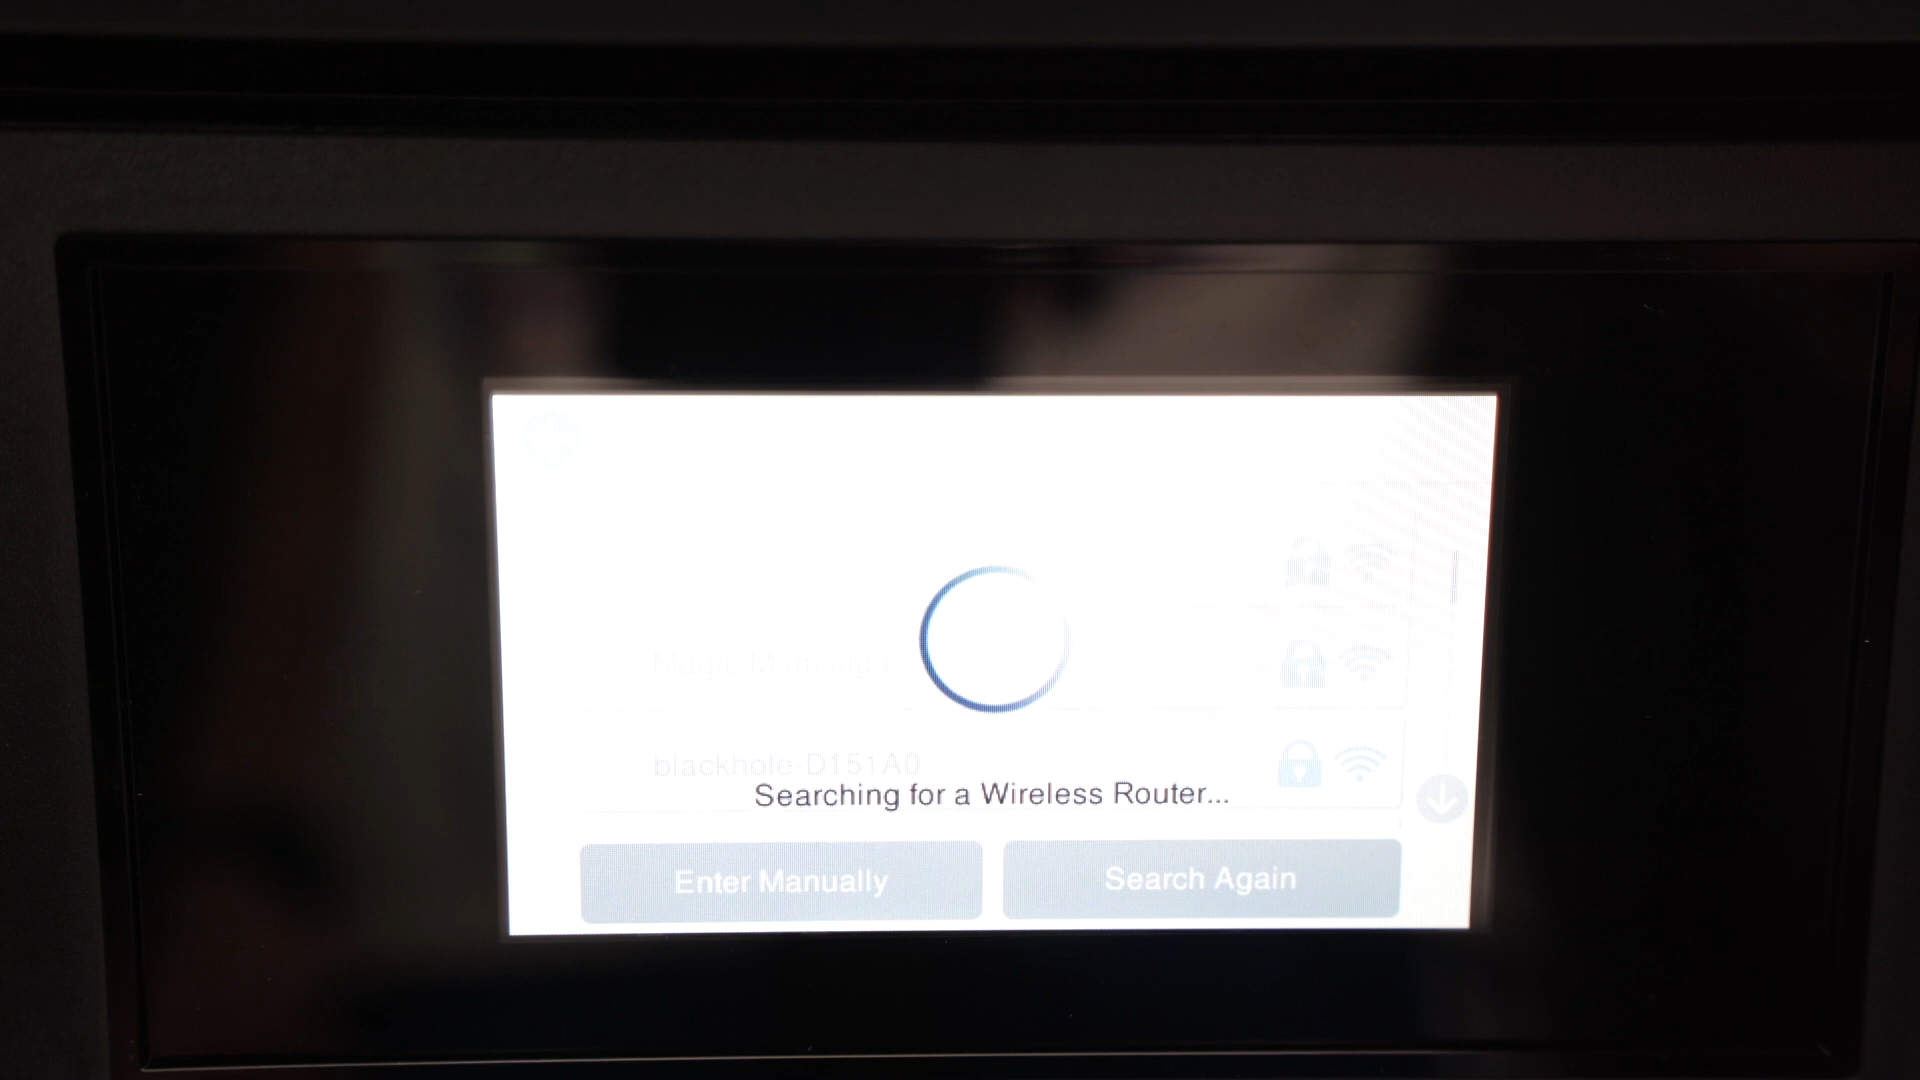 blackhole-D151A0
Searching for a Wireless Router...
Enter Manually
Search Again